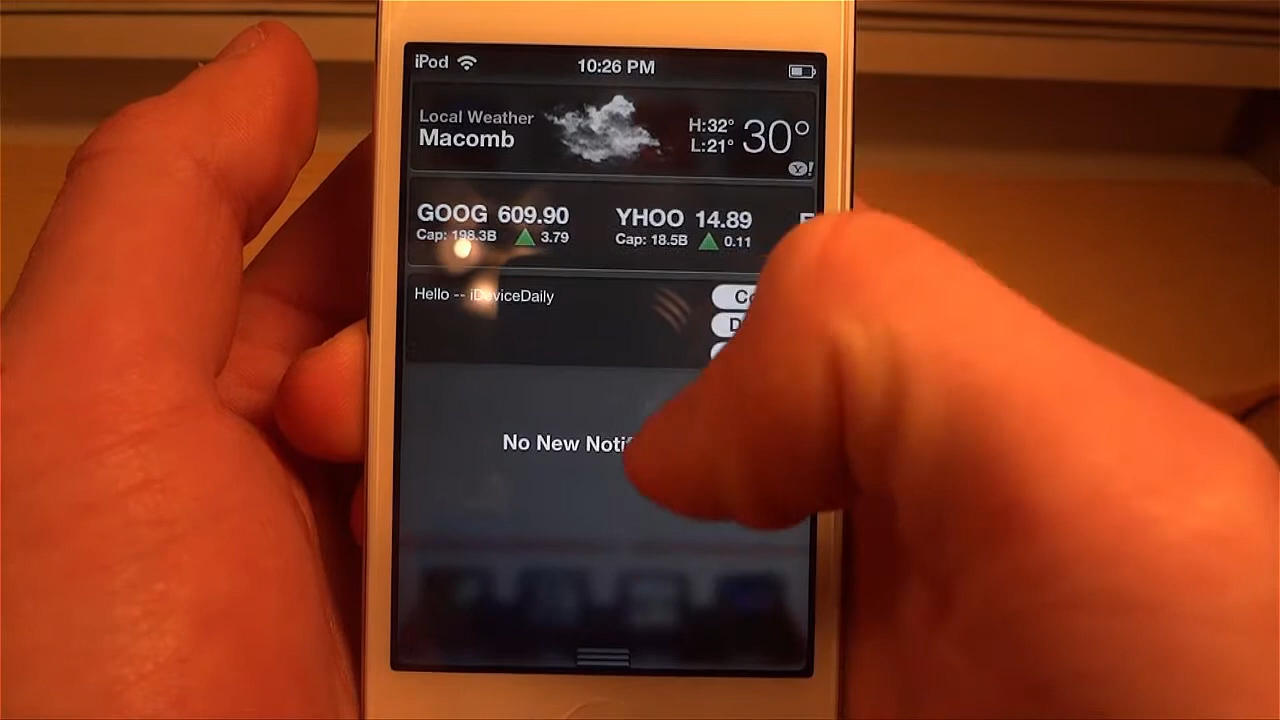 iPod 10:26 PM
Local Weather
Macomb
H:32°
L:21°
30°
Y!
GOOG 609.90
Cap: 198.3B 3.79
YHOO 14.89
Cap: 18.5B 0.11
Hello -- iDeviceDaily
No New